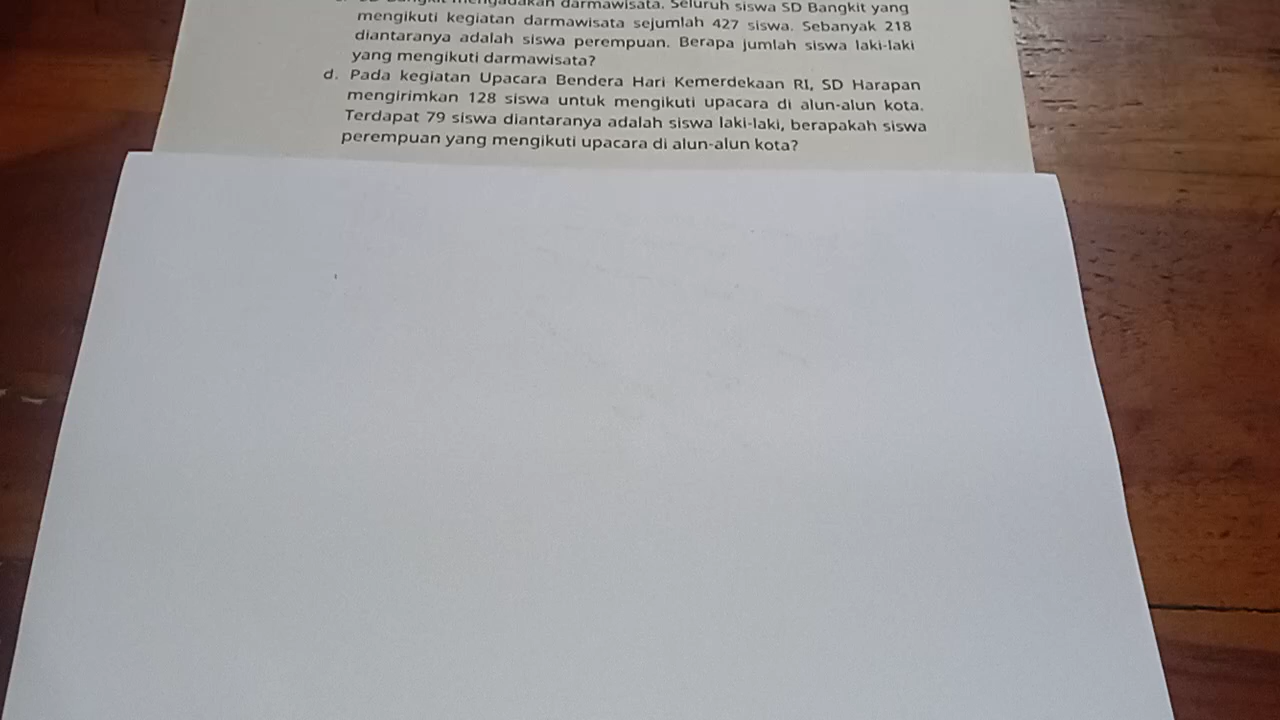 mengadakan darmawisata. Seluruh siswa SD Bangkit yang
mengikuti kegiatan darmawisata sejumlah 427 siswa. Sebanyak 218
diantaranya adalah siswa perempuan. Berapa jumlah siswa laki-laki
yang mengikuti darmawisata?
d. Pada kegiatan Upacara Bendera Hari Kemerdekaan RI, SD Harapan
mengirimkan 128 siswa untuk mengikuti upacara di alun-alun kota.
Terdapat 79 siswa diantaranya adalah siswa laki-laki, berapakah siswa
perempuan yang mengikuti upacara di alun-alun kota?